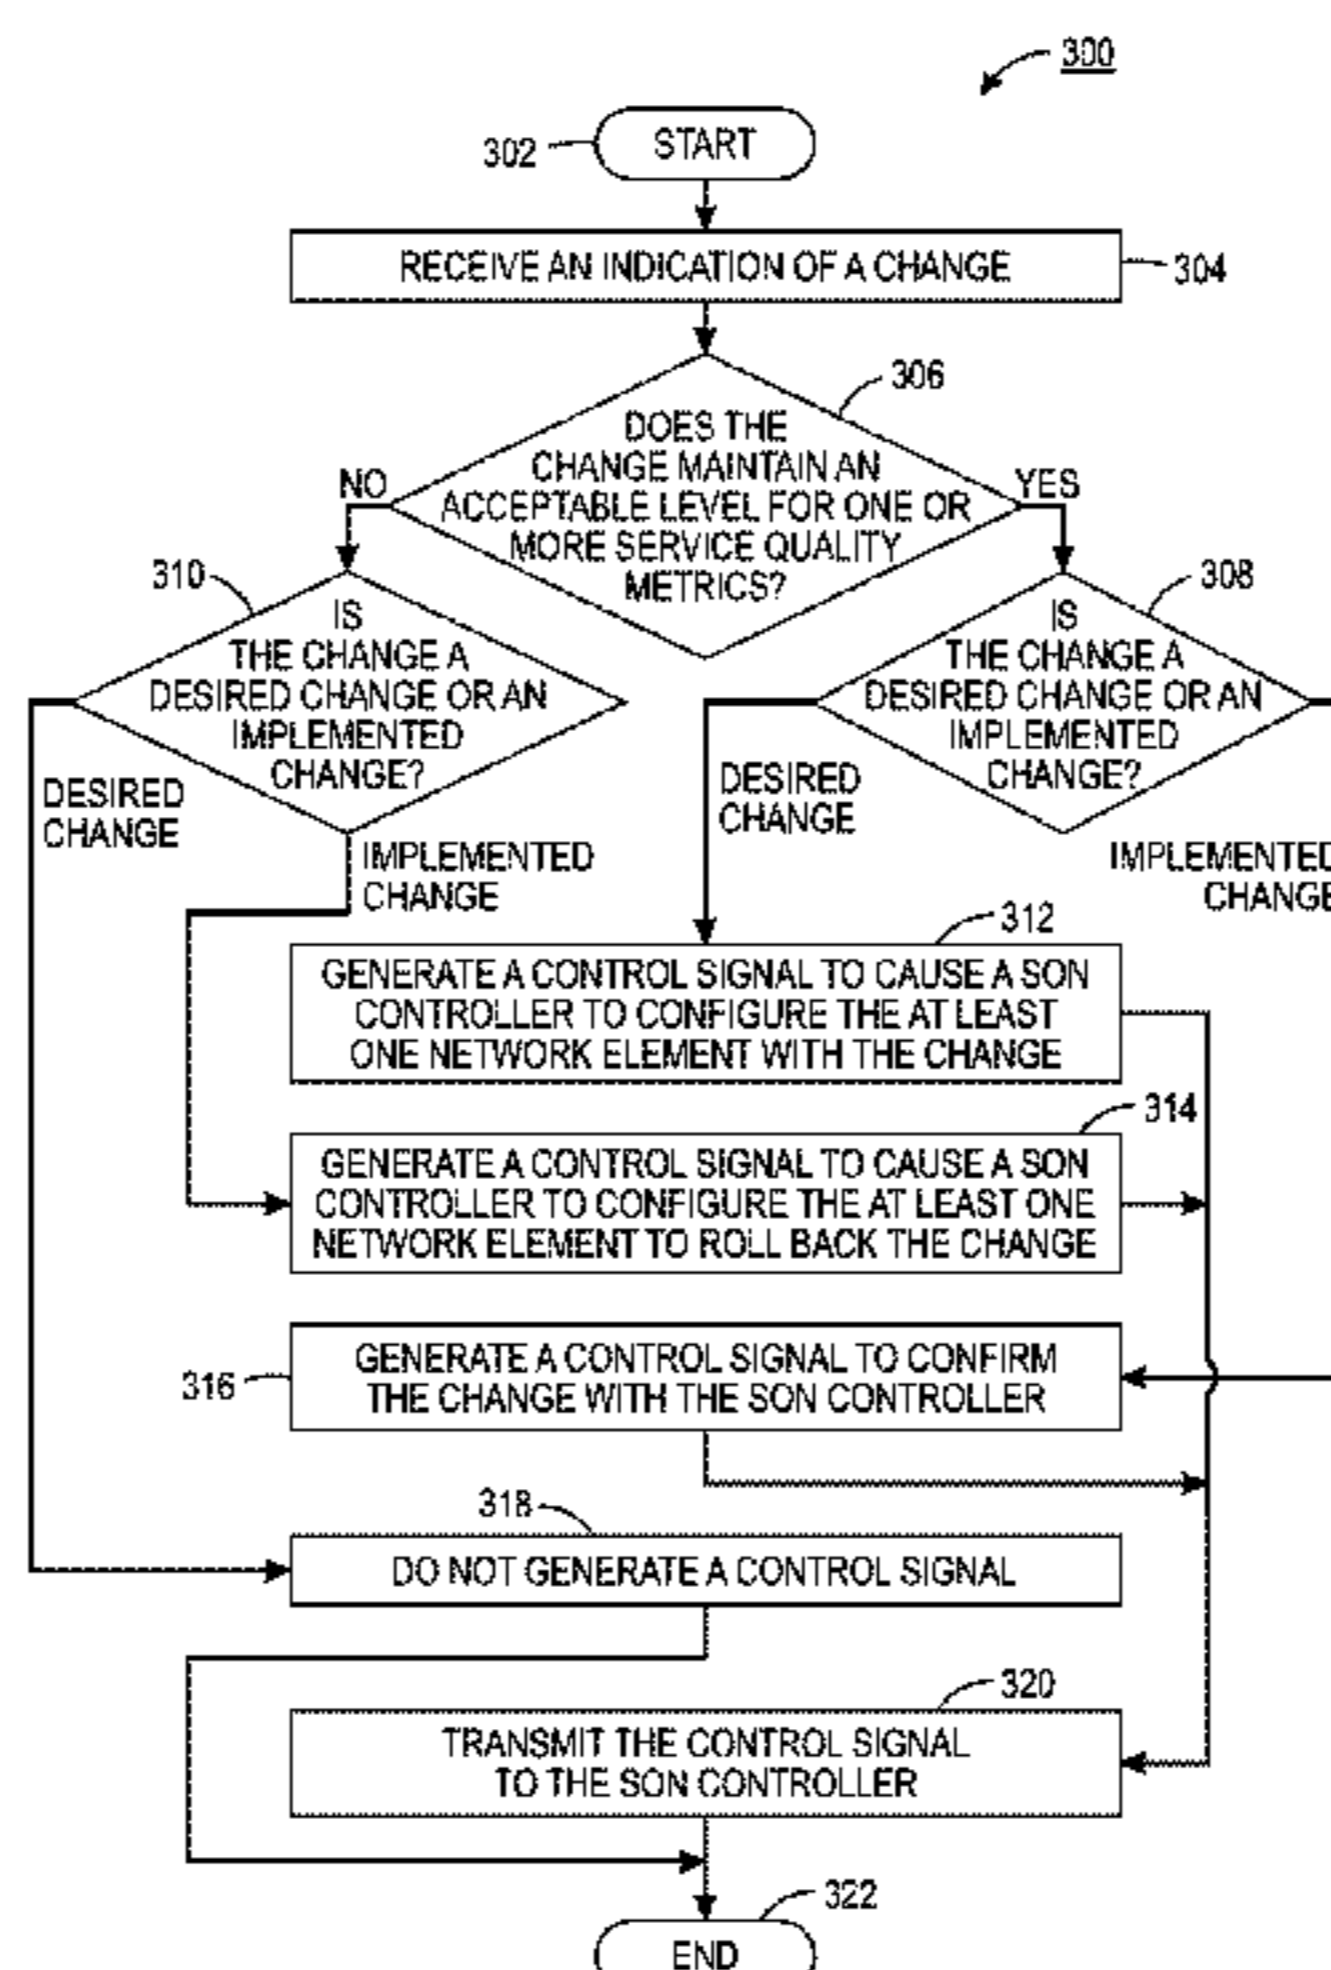 300
302
START
RECEIVE AN INDICATION OF A CHANGE
304
306
DOES THE
CHANGE MAINTAIN AN
ACCEPTABLE LEVEL FOR ONE OR
MORE SERVICE QUALITY
METRICS?
NO
YES
310
IS
THE CHANGE A
DESIRED CHANGE OR AN
IMPLEMENTED
CHANGE?
308
IS
THE CHANGE A
DESIRED CHANGE OR AN
IMPLEMENTED
CHANGE?
DESIRED
CHANGE
IMPLEMENTED
CHANGE
DESIRED
CHANGE
IMPLEMENTED
CHANGE
312
GENERATE A CONTROL SIGNAL TO CAUSE A SON
CONTROLLER TO CONFIGURE THE AT LEAST
ONE NETWORK ELEMENT WITH THE CHANGE
314
GENERATE A CONTROL SIGNAL TO CAUSE A SON
CONTROLLER TO CONFIGURE THE AT LEAST ONE
NETWORK ELEMENT TO ROLL BACK THE CHANGE
316
GENERATE A CONTROL SIGNAL TO CONFIRM
THE CHANGE WITH THE SON CONTROLLER
318
DO NOT GENERATE A CONTROL SIGNAL
320
TRANSMIT THE CONTROL SIGNAL
TO THE SON CONTROLLER
322
END